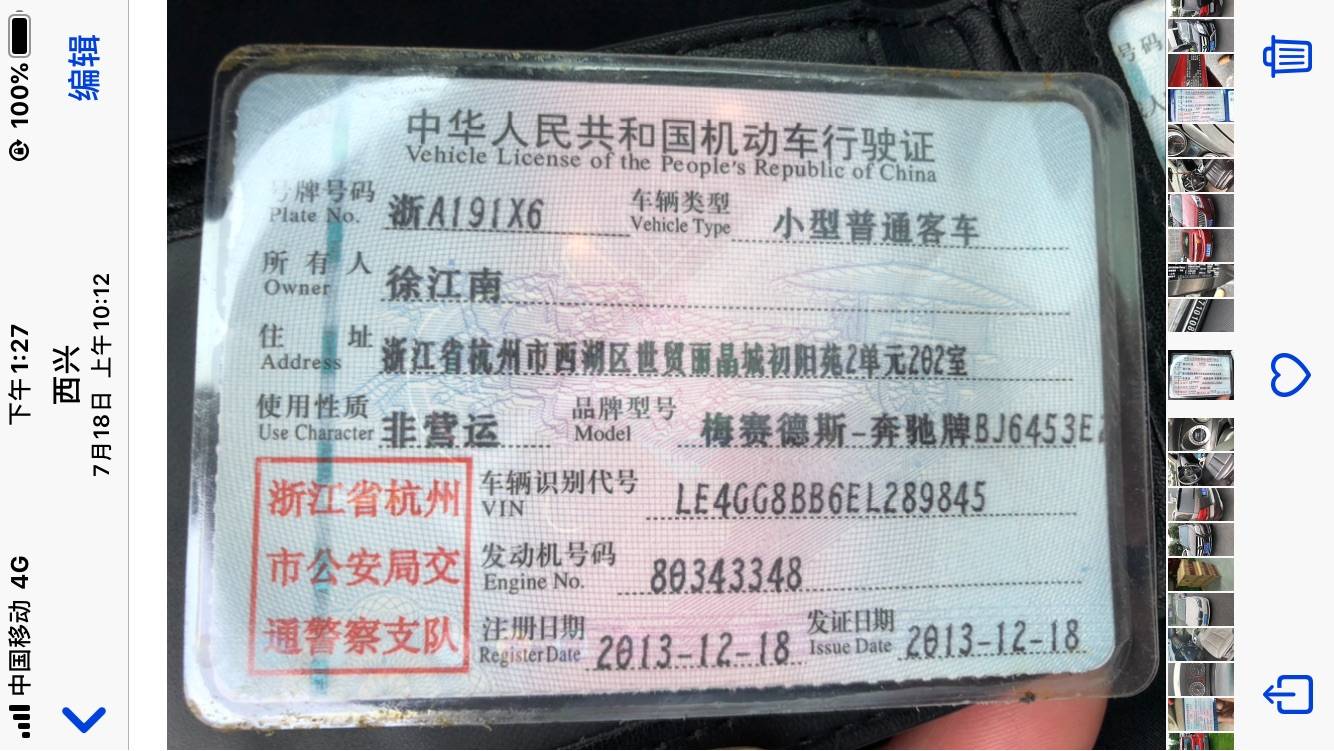 中国移动 4G
下午1:27
100%
西兴
7月18日 上午10:12
编辑
中华人民共和国机动车行驶证
Vehicle License of the People's Republic of China
号牌号码 浙A191X6 车辆类型 小型普通客车
Plate No. Vehicle Type
所有人 徐江南
Owner
住址 浙江省杭州市西湖区世贸丽晶城初阳苑2单元202室
Address
使用性质 非营运 品牌型号 梅赛德斯-奔驰牌BJ6453E
Use Character Model
车辆识别代号 LE4GG8BB6EL289845
VIN
发动机号码 80343348
Engine No.
注册日期 2013-12-18 发证日期 2013-12-18
Register Date Issue Date
浙江省杭州
市公安局交
通警察支队
号码